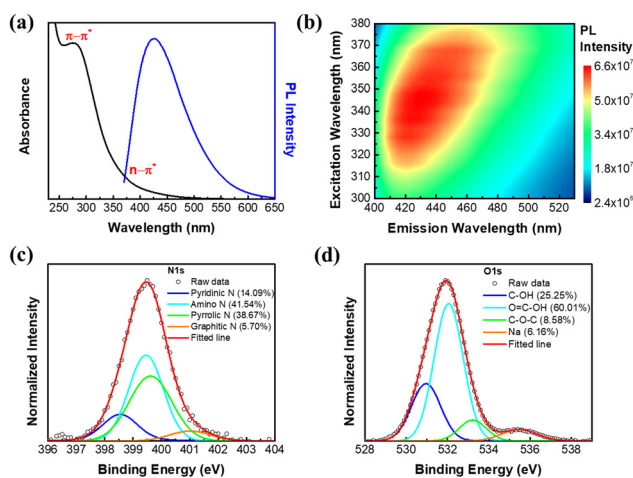 (a)
π−π*
n−π*
Absorbance
PL Intensity
250 300 350 400 450 500 550 600 650
Wavelength (nm)
(b)
Excitation Wavelength (nm)
400
390
380
370
360
350
340
330
320
310
300
400 420 440 460 480 500 520
Emission Wavelength (nm)
PL
Intensity
6.6x10⁷
5.0x10⁷
3.4x10⁷
1.8x10⁷
2.4x10⁶
(c)
N1s
Raw data
Pyridinic N (14.09%)
Amino N (41.54%)
Pyrrolic N (38.67%)
Graphitic N (5.70%)
Fitted line
Normalized Intensity
396 397 398 399 400 401 402 403 404
Binding Energy (eV)
(d)
O1s
Raw data
C-OH (25.25%)
O=C-OH (60.01%)
C-O-C (8.58%)
Na (6.16%)
Fitted line
Normalized Intensity
528 530 532 534 536 538
Binding Energy (eV)